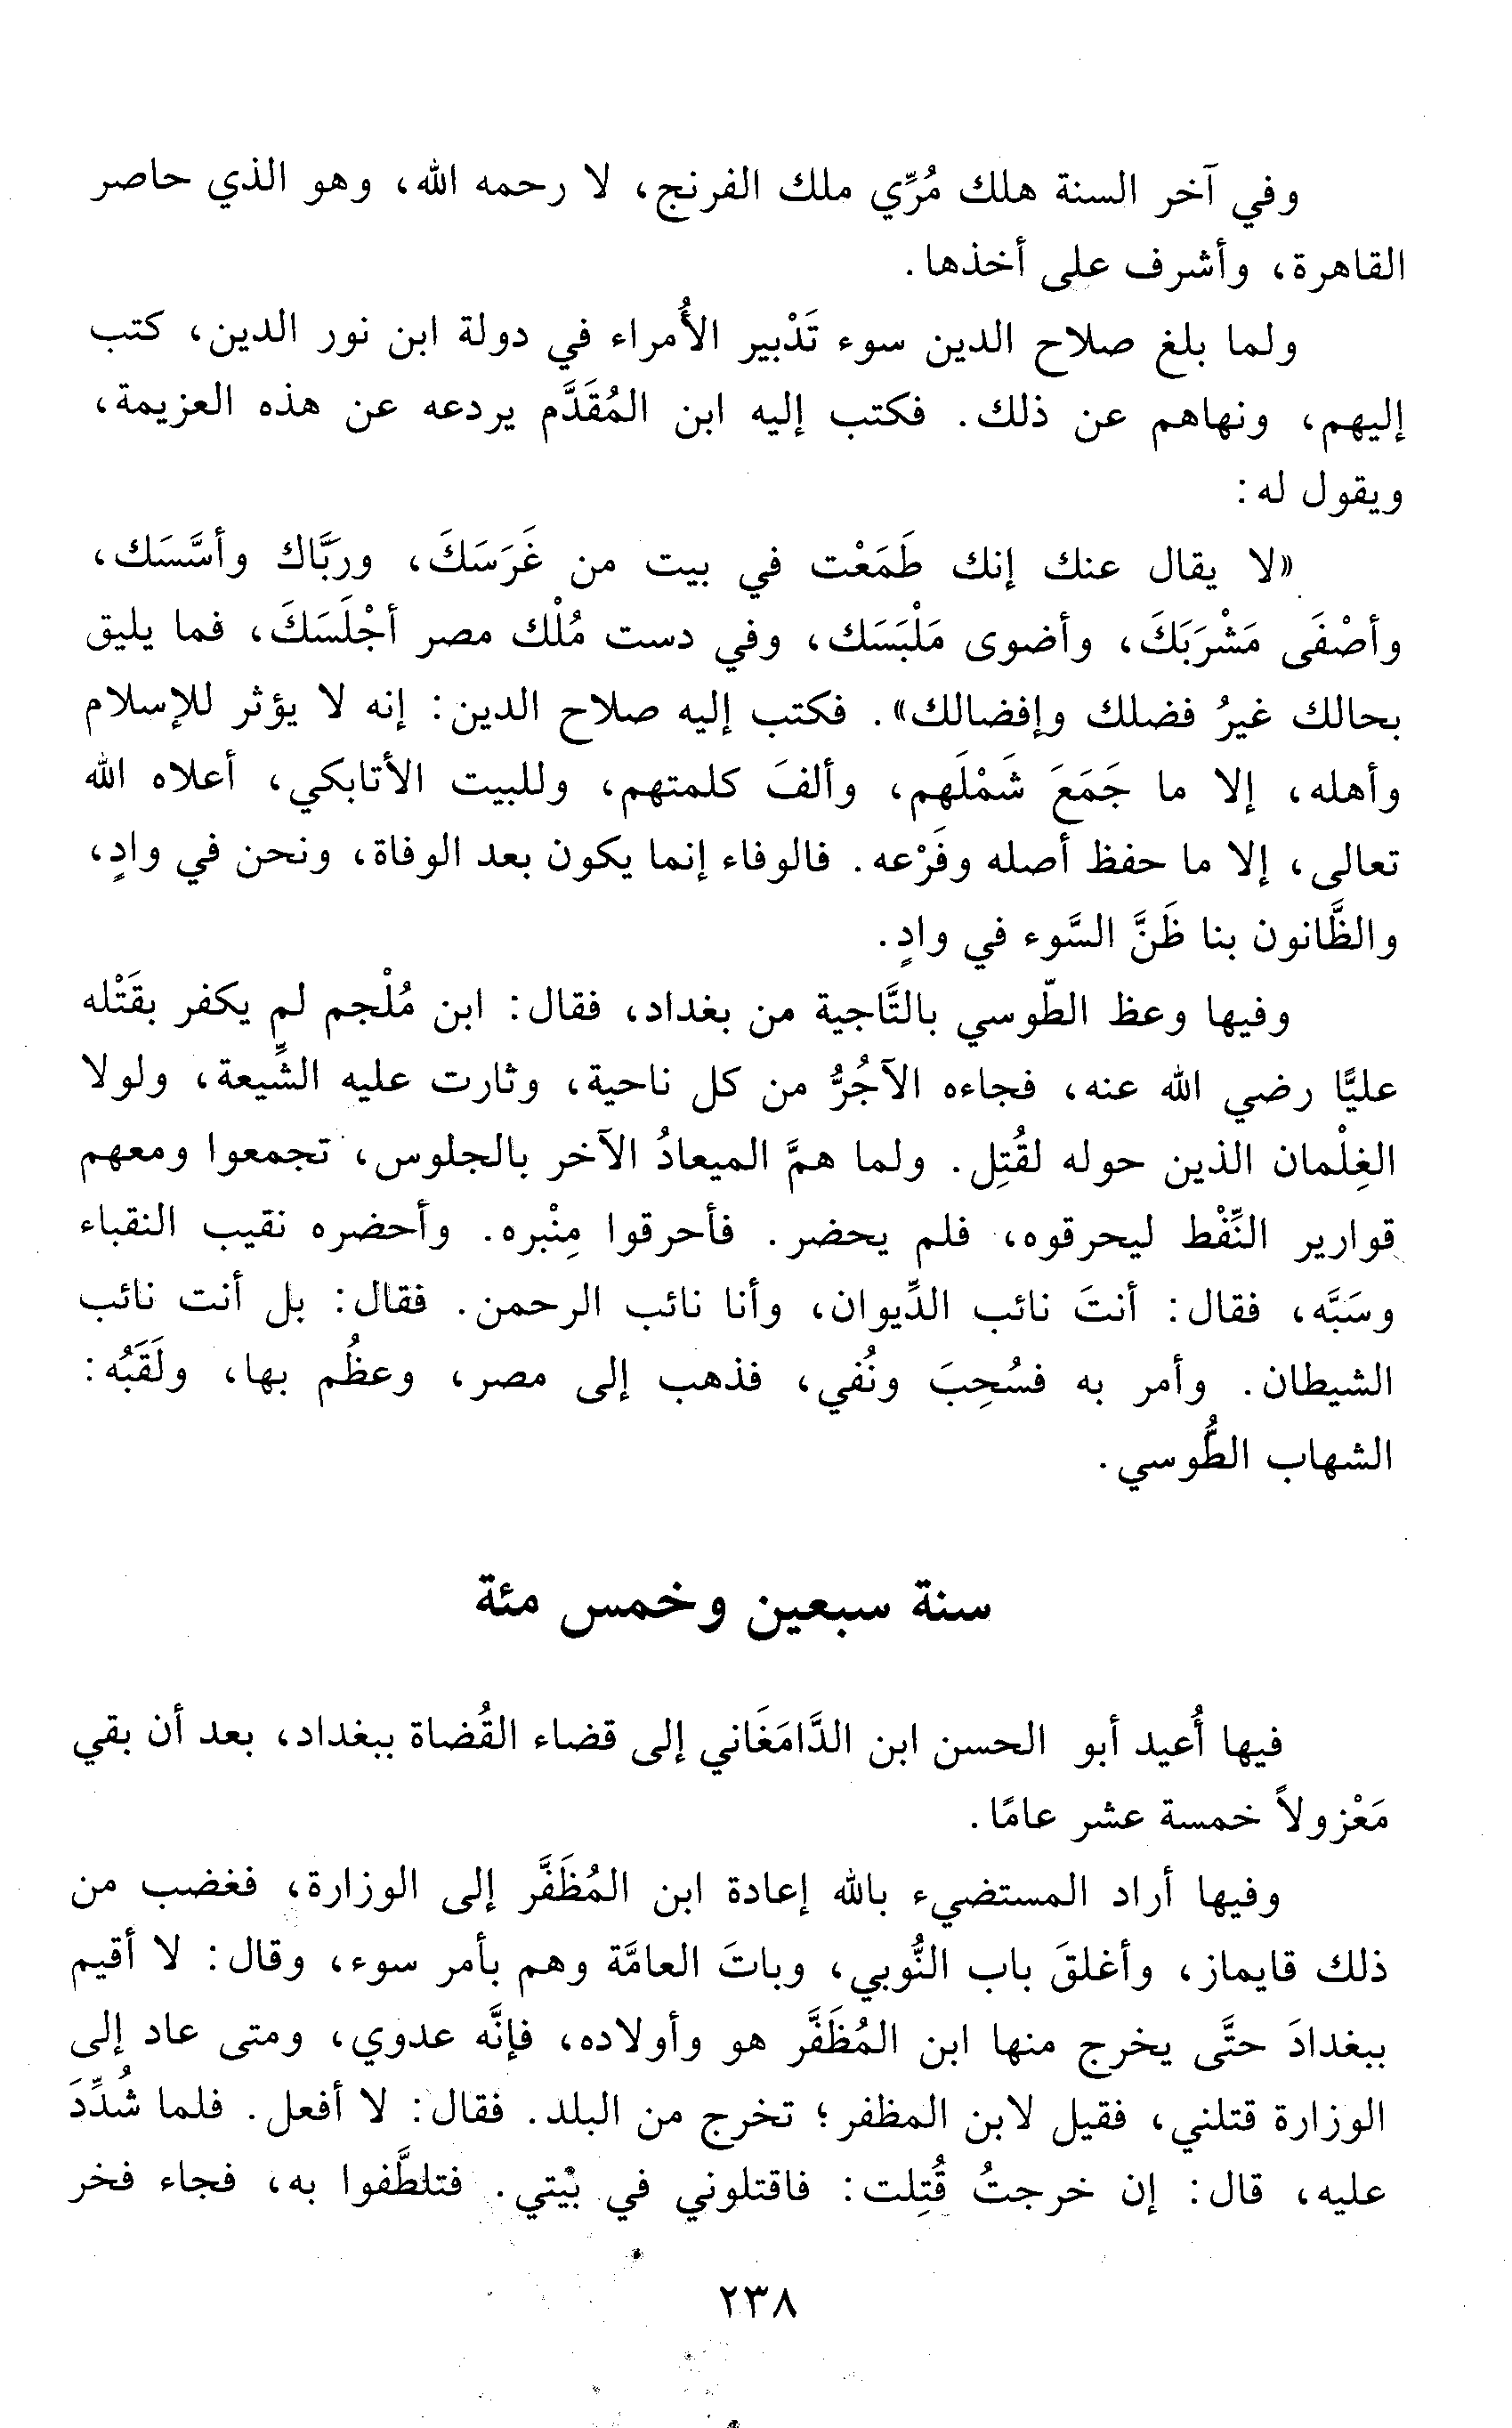 وفي آخر السنة هلك مُرِّي ملك الفرنج، لا رحمه الله، وهو الذي حاصر
القاهرة، وأشرف على أخذها.
ولما بلغ صلاح الدين سوء تَدْبير الأُمراء في دولة ابن نور الدين، كتب
إليهم، ونهاهم عن ذلك. فكتب إليه ابن المُقَدَّم يردعه عن هذه العزيمة،
ويقول له:
«لا يقال عنك إنك طَمَعْت في بيت من غَرَسَكَ، وربَّاك وأسَّسَك،
وأصْفَى مَشْرَبَكَ، وأضوى مَلْبَسَك، وفي دست مُلْك مصر أجْلَسَكَ، فما يليق
بحالك غيرُ فضلك وإفضالك». فكتب إليه صلاح الدين: إنه لا يؤثر للإسلام
وأهله، إلا ما جَمَعَ شَمْلَهم، وألفَ كلمتهم، وللبيت الأتابكي، أعلاه الله
تعالى، إلا ما حفظ أصله وفَرْعه. فالوفاء إنما يكون بعد الوفاة، ونحن في وادٍ،
والظَّانون بنا ظَنَّ السَّوء في وادٍ.
وفيها وعظ الطّوسي بالتَّاجية من بغداد، فقال: ابن مُلْجم لم يكفر بقَتْله
عليًّا رضي الله عنه، فجاءه الآجُرُّ من كل ناحية، وثارت عليه الشِّيعة، ولولا
الغِلْمان الذين حوله لقُتِل. ولما همَّ الميعادُ الآخر بالجلوس، تجمعوا ومعهم
قوارير النِّفْط ليحرقوه، فلم يحضر. فأحرقوا مِنْبره. وأحضره نقيب النقباء
وسَبَّه، فقال: أنتَ نائب الدِّيوان، وأنا نائب الرحمن. فقال: بل أنت نائب
الشيطان. وأمر به فسُحِبَ ونُفي، فذهب إلى مصر، وعظُم بها، ولَقَبُه:
الشهاب الطُّوسي.
سنة سبعين وخمس مئة
فيها أُعيد أبو الحسن ابن الدَّامَغَاني إلى قضاء القُضاة ببغداد، بعد أن بقي
مَعْزولاً خمسة عشر عامًا.
وفيها أراد المستضيء بالله إعادة ابن المُظَفَّر إلى الوزارة، فغضب من
ذلك قايماز، وأغلقَ باب النُّوبي، وباتَ العامَّة وهم بأمر سوء، وقال: لا أقيم
ببغدادَ حتَّى يخرج منها ابن المُظَفَّر هو وأولاده، فإنَّه عدوي، ومتى عاد إلى
الوزارة قتلني، فقيل لابن المظفر؛ تخرج من البلد. فقال: لا أفعل. فلما شُدِّدَ
عليه، قال: إن خرجتُ قُتِلت: فاقتلوني في بيْتي. فتلطَّفوا به، فجاء فخر
٢٣٨